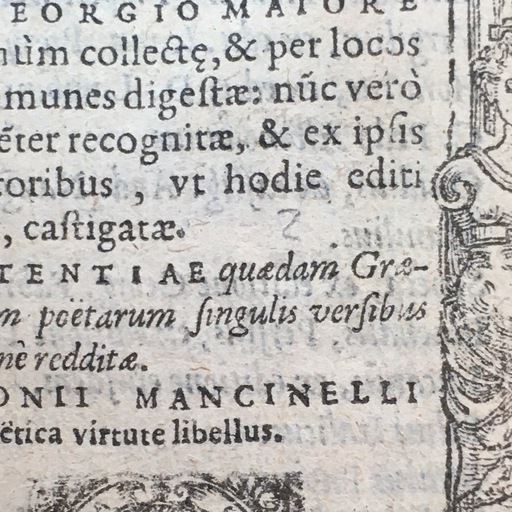 EORGIO MAIORE
nùm collectę, & per locos
munes digestæ: nũc verò
ẽter recognitæ, & ex ipsis
toribus, vt hodie editi
, castigatæ.
TENTIAE quædam Græ-
m poëtarum singulis versibus
nè redditæ.
ONII MANCINELLI
ëtica virtute libellus.